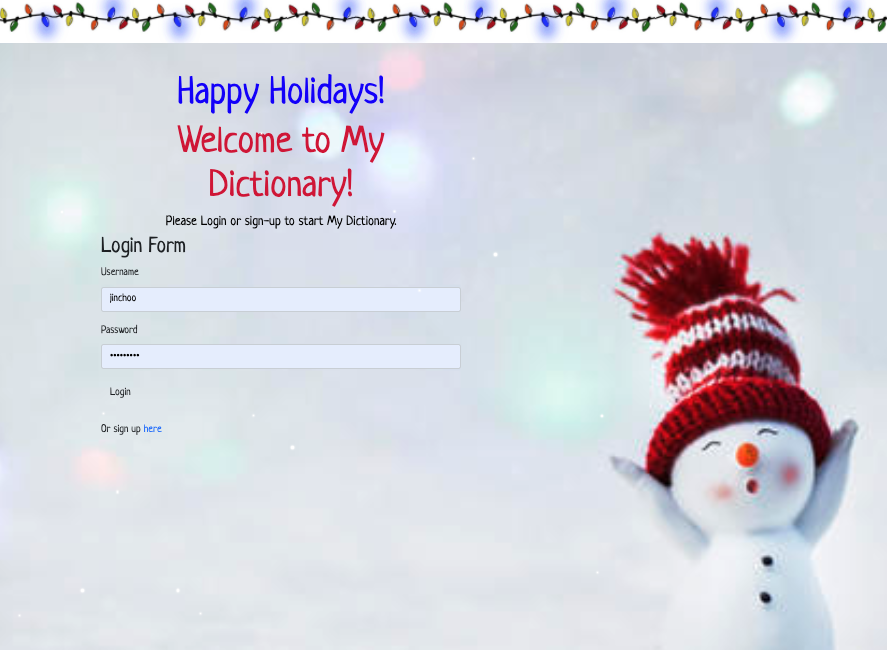 Happy Holidays!
Welcome to My
Dictionary!
Please Login or sign-up to start My Dictionary.
Login Form
Username
jinchoo
Password
•••••••••
Login
Or sign up here